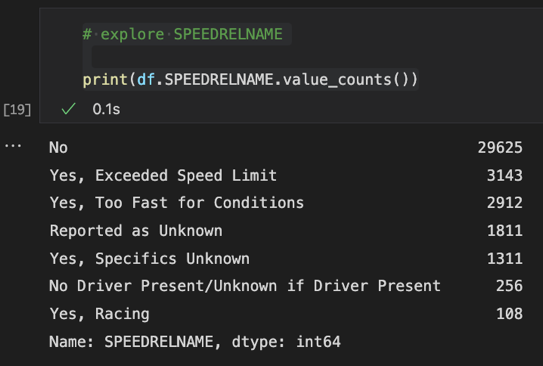 # explore SPEEDRELNAME
print(df.SPEEDRELNAME.value_counts())
[19] ✓ 0.1s
... No 29625
Yes, Exceeded Speed Limit 3143
Yes, Too Fast for Conditions 2912
Reported as Unknown 1811
Yes, Specifics Unknown 1311
No Driver Present/Unknown if Driver Present 256
Yes, Racing 108
Name: SPEEDRELNAME, dtype: int64